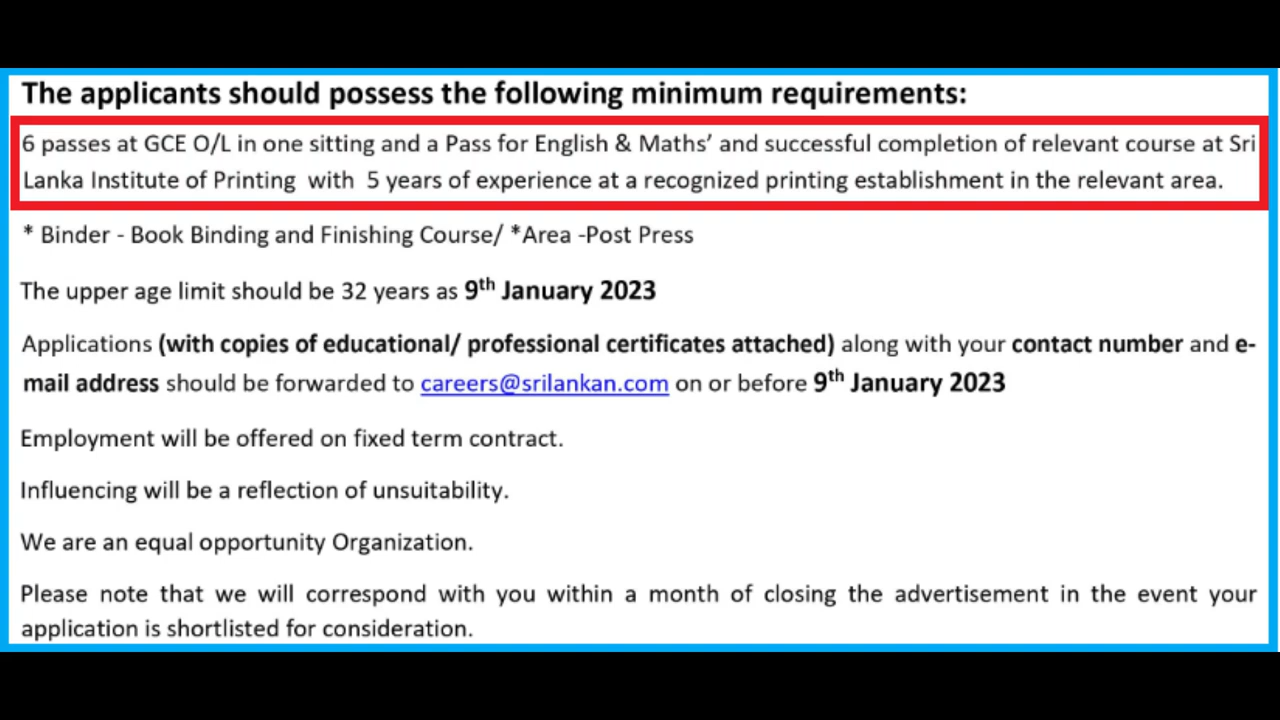 The applicants should possess the following minimum requirements:
6 passes at GCE O/L in one sitting and a Pass for English & Maths’ and successful completion of relevant course at Sri
Lanka Institute of Printing with 5 years of experience at a recognized printing establishment in the relevant area.
* Binder - Book Binding and Finishing Course/ *Area -Post Press
The upper age limit should be 32 years as 9th January 2023
Applications (with copies of educational/ professional certificates attached) along with your contact number and e-
mail address should be forwarded to careers@srilankan.com on or before 9th January 2023
Employment will be offered on fixed term contract.
Influencing will be a reflection of unsuitability.
We are an equal opportunity Organization.
Please note that we will correspond with you within a month of closing the advertisement in the event your
application is shortlisted for consideration.